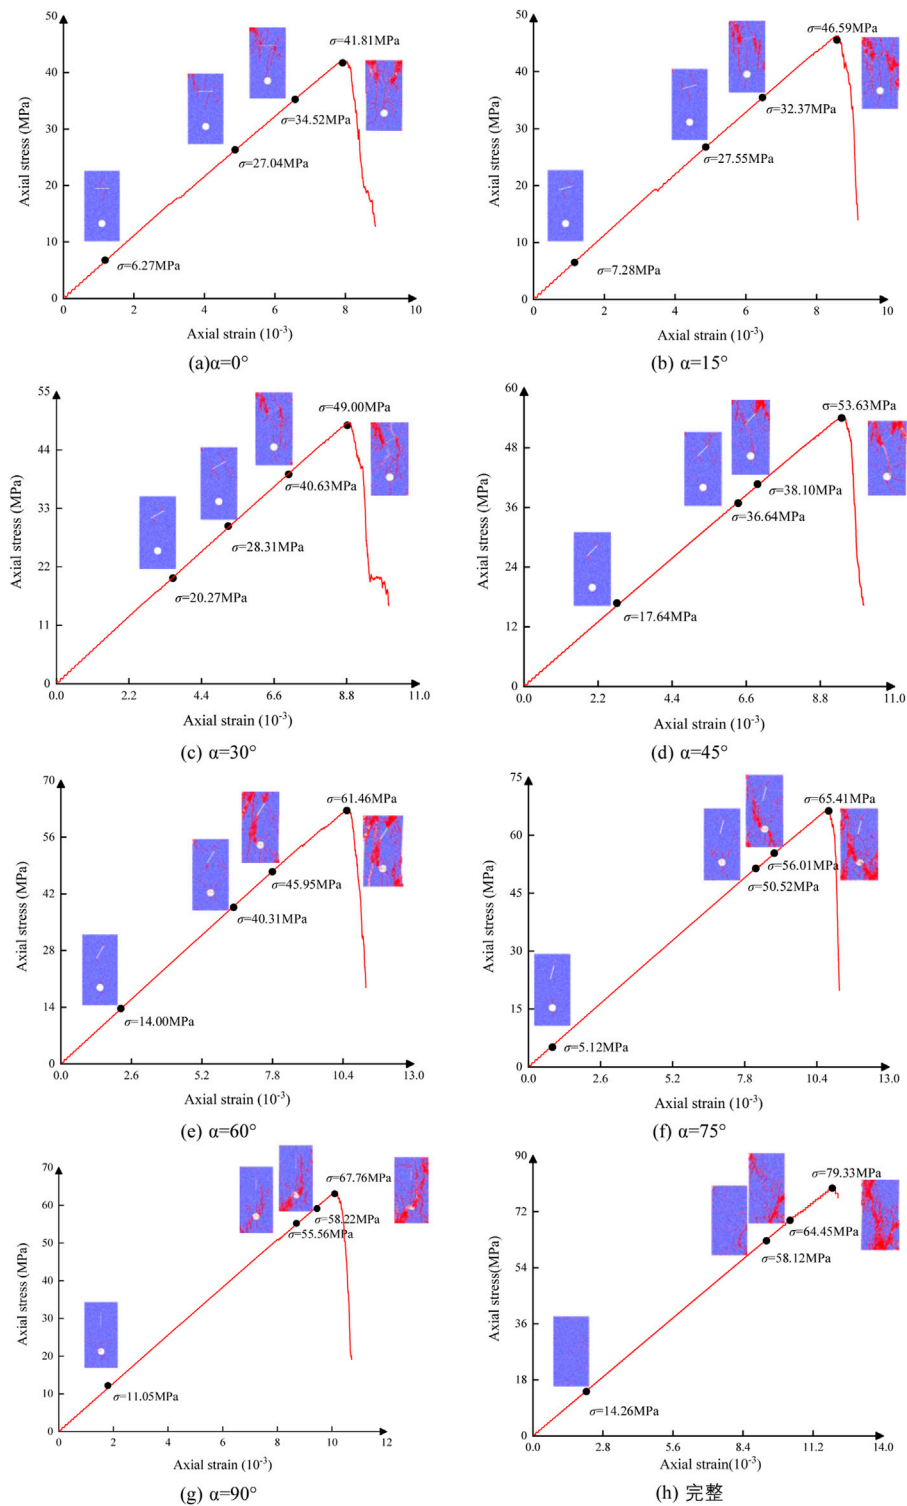 50
40
30
20
10
0
Axial stress (MPa)
σ=41.81MPa
σ=34.52MPa
σ=27.04MPa
σ=6.27MPa
0 2 4 6 8 10
Axial strain (10-3)
(a)α=0°
50
40
30
20
10
0
Axial stress (MPa)
σ=46.59MPa
σ=32.37MPa
σ=27.55MPa
σ=7.28MPa
0 2 4 6 8 10
Axial strain (10-3)
(b) α=15°
55
44
33
22
11
0
Axial stress (MPa)
σ=49.00MPa
σ=40.63MPa
σ=28.31MPa
σ=20.27MPa
0.0 2.2 4.4 6.6 8.8 11.0
Axial strain (10-3)
(c) α=30°
60
48
36
24
12
0
Axial stress (MPa)
σ=53.63MPa
σ=38.10MPa
σ=36.64MPa
σ=17.64MPa
0.0 2.2 4.4 6.6 8.8 11.0
Axial strain (10-3)
(d) α=45°
70
56
42
28
14
0
Axial stress (MPa)
σ=61.46MPa
σ=45.95MPa
σ=40.31MPa
σ=14.00MPa
0.0 2.6 5.2 7.8 10.4 13.0
Axial strain (10-3)
(e) α=60°
75
60
45
30
15
0
Axial stress (MPa)
σ=65.41MPa
σ=56.01MPa
σ=50.52MPa
σ=5.12MPa
0.0 2.6 5.2 7.8 10.4 13.0
Axial strain (10-3)
(f) α=75°
70
60
50
40
30
20
10
0
Axial stress (MPa)
σ=67.76MPa
σ=58.22MPa
σ=55.56MPa
σ=11.05MPa
0 2 4 6 8 10 12
Axial strain (10-3)
(g) α=90°
90
72
54
36
18
0
Axial stress(MPa)
σ=79.33MPa
σ=64.45MPa
σ=58.12MPa
σ=14.26MPa
0.0 2.8 5.6 8.4 11.2 14.0
Axial strain(10-3)
(h) 完整